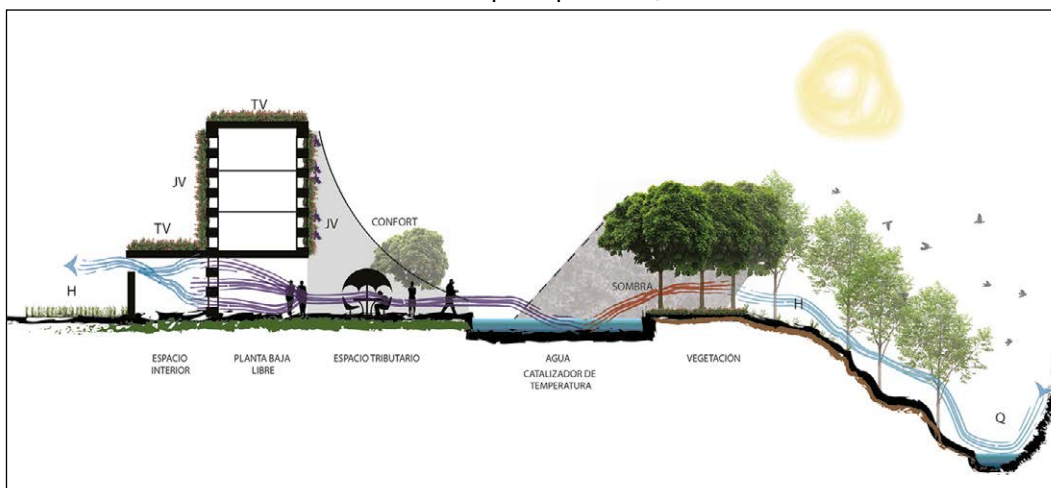 TV
JV
TV
JV
CONFORT
H
SOMBRA
H
Q
ESPACIO
INTERIOR
PLANTA BAJA
LIBRE
ESPACIO TRIBUTARIO
AGUA
CATALIZADOR DE
TEMPERATURA
VEGETACIÓN